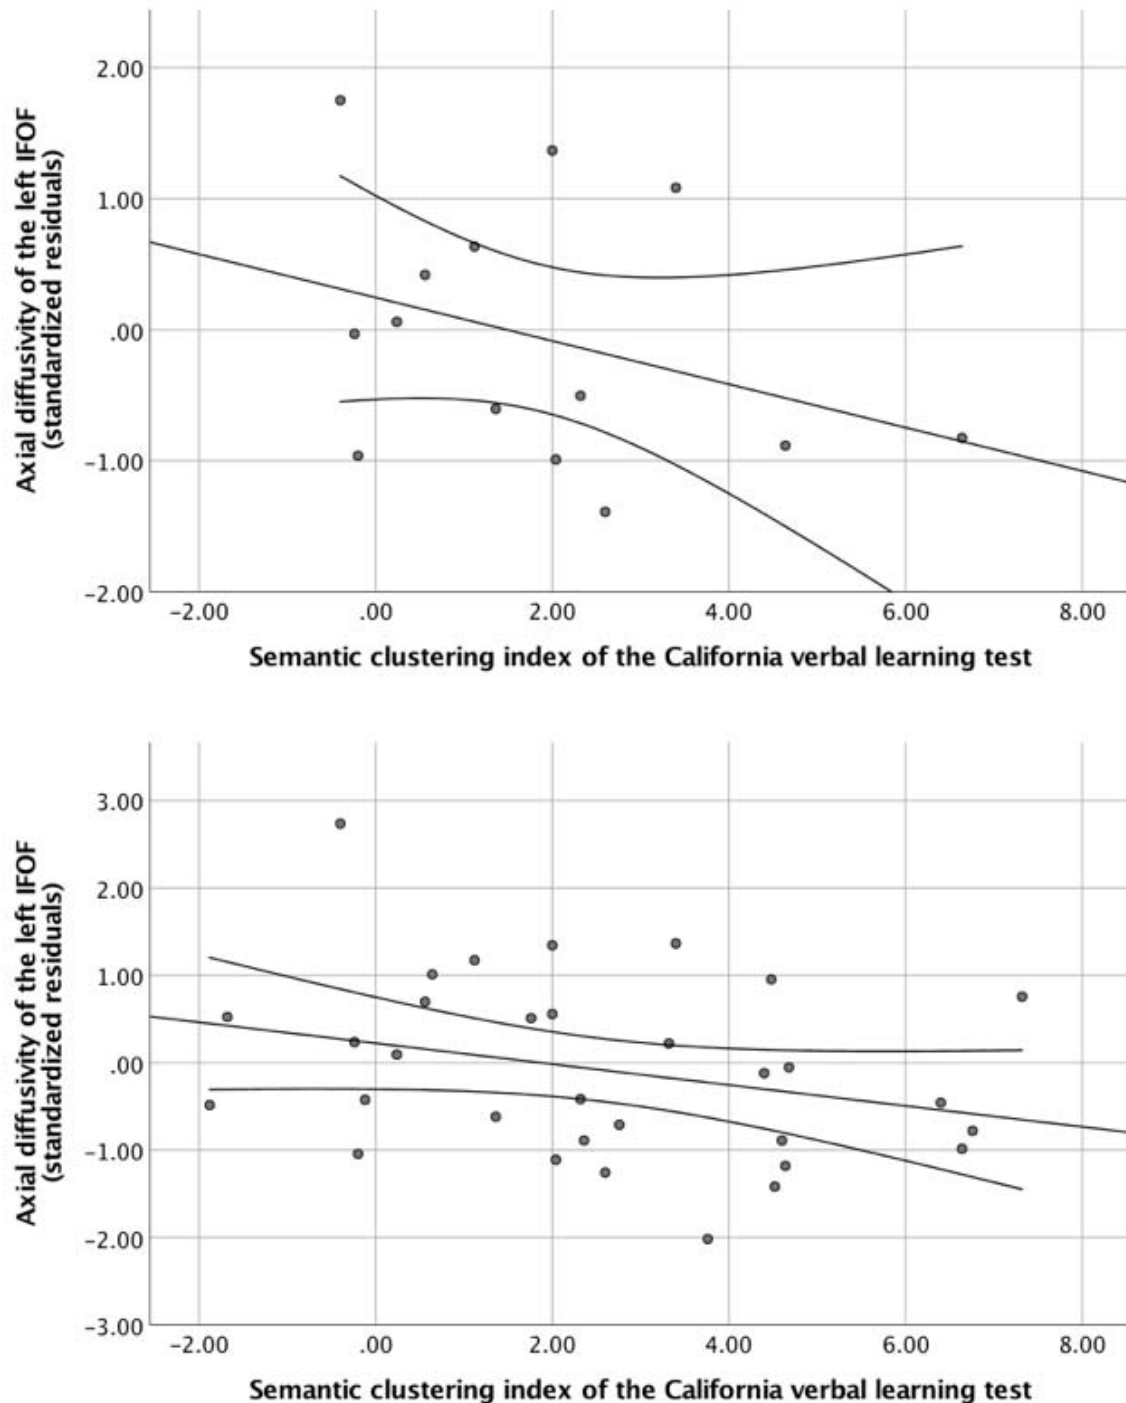 Axial diffusivity of the left IFOF
(standardized residuals)
2.00
1.00
.00
-1.00
-2.00
-2.00 .00 2.00 4.00 6.00 8.00
Semantic clustering index of the California verbal learning test
Axial diffusivity of the left IFOF
(standardized residuals)
3.00
2.00
1.00
.00
-1.00
-2.00
-3.00
-2.00 .00 2.00 4.00 6.00 8.00
Semantic clustering index of the California verbal learning test